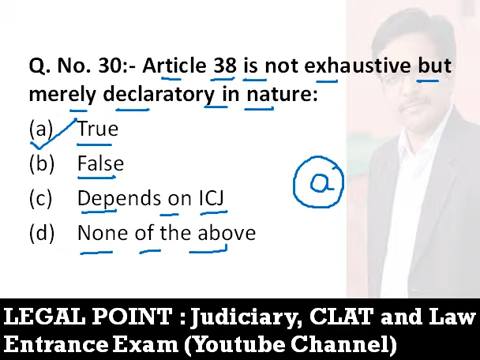 Q. No. 30:- Article 38 is not exhaustive but
merely declaratory in nature:
(a) True
(b) False
(c) Depends on ICJ
(d) None of the above
a
LEGAL POINT : Judiciary, CLAT and Law
Entrance Exam (Youtube Channel)